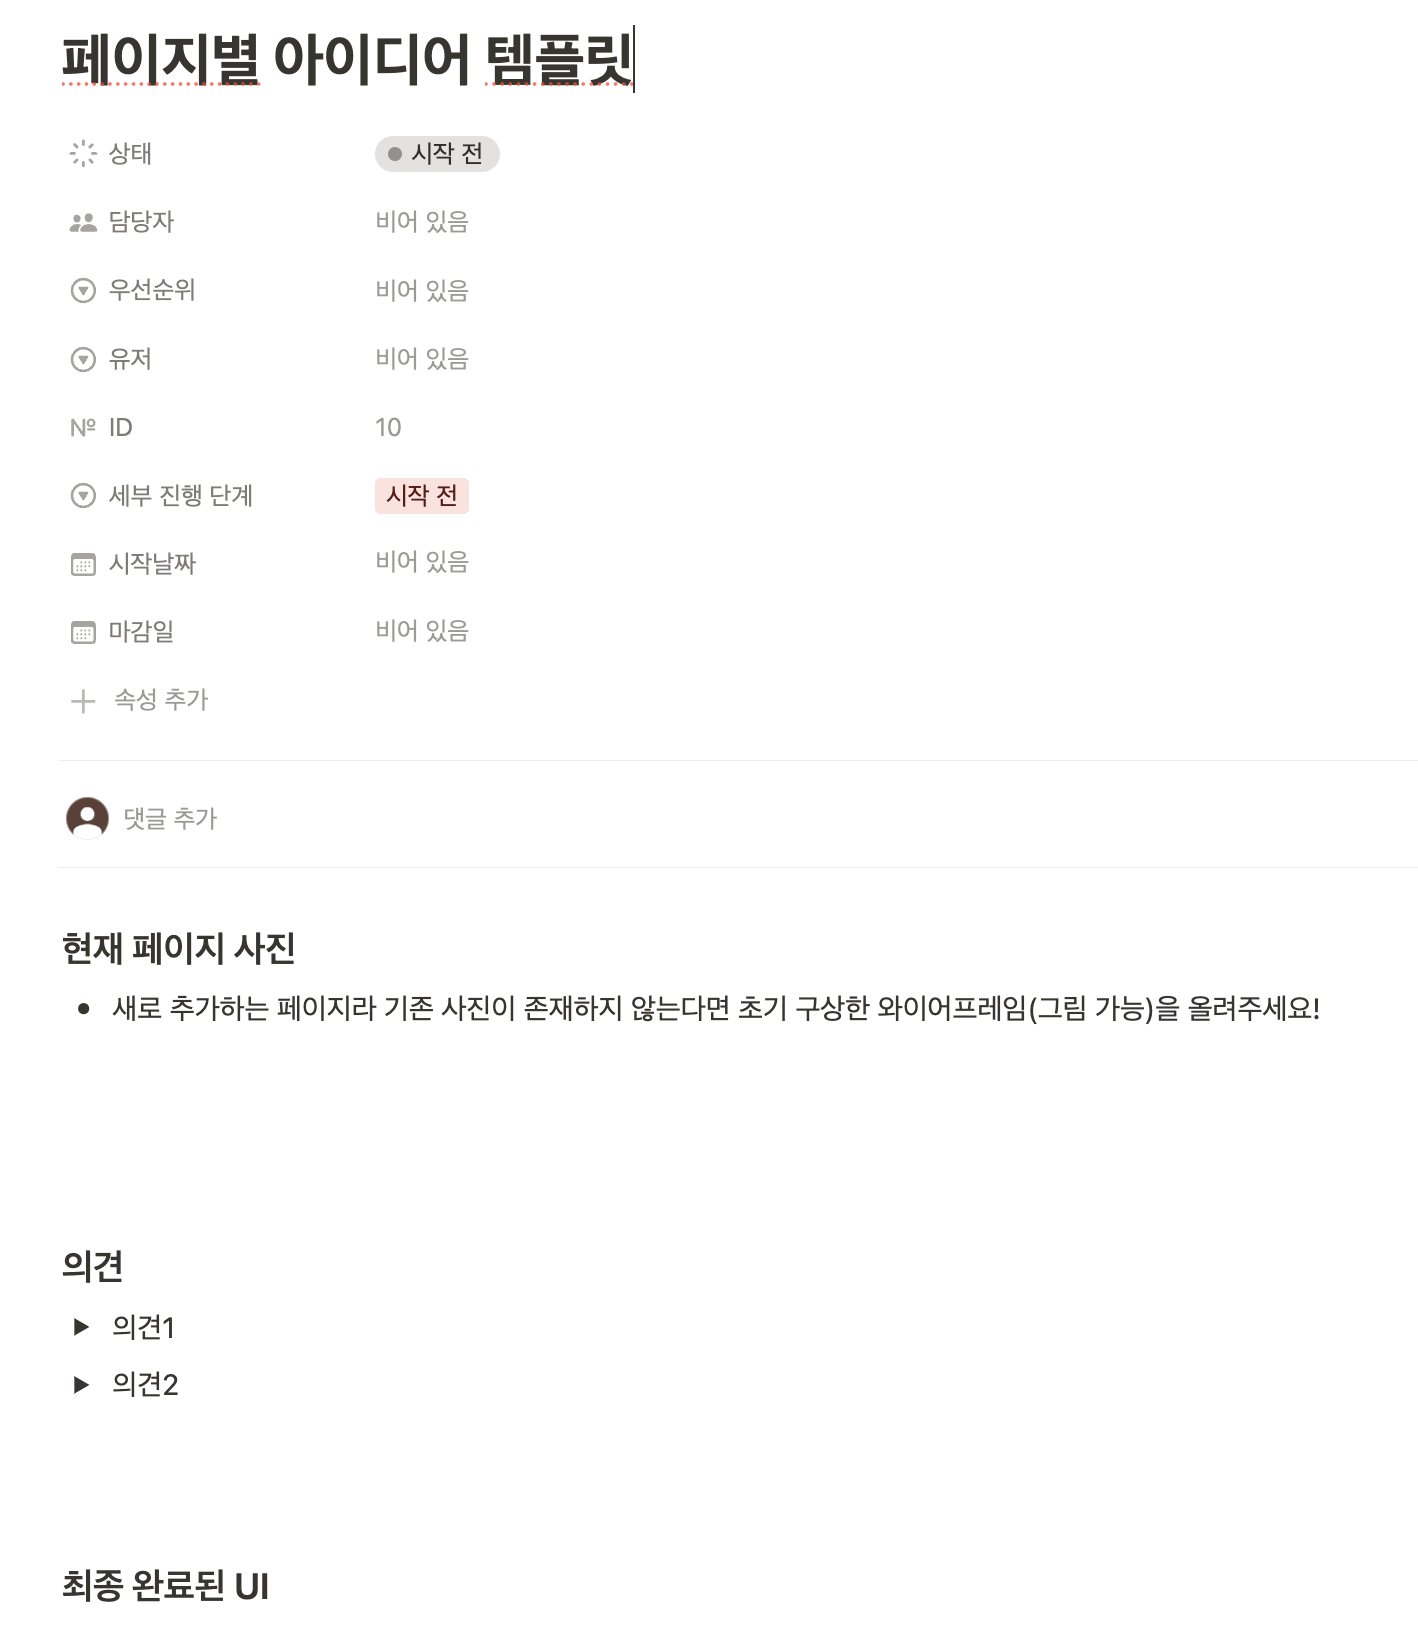 페이지별 아이디어 템플릿
상태 시작 전
담당자 비어 있음
우선순위 비어 있음
유저 비어 있음
Nº ID 10
세부 진행 단계 시작 전
시작날짜 비어 있음
마감일 비어 있음
속성 추가
댓글 추가
현재 페이지 사진
• 새로 추가하는 페이지라 기존 사진이 존재하지 않는다면 초기 구상한 와이어프레임(그림 가능)을 올려주세요!
의견
의견1
의견2
최종 완료된 UI